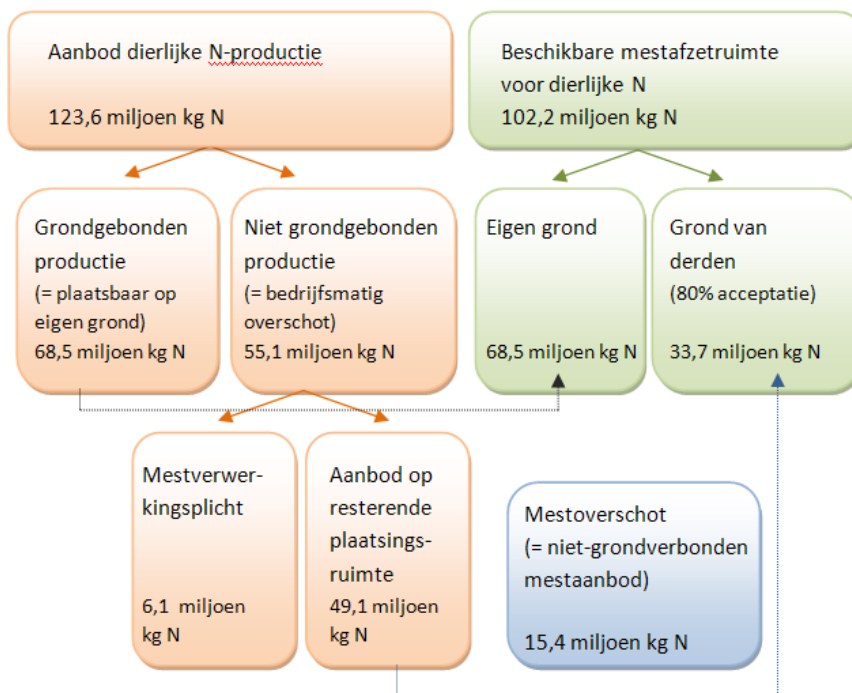 Aanbod dierlijke N-productie
123,6 miljoen kg N
Beschikbare mestafzetruimte
voor dierlijke N
102,2 miljoen kg N
Grondgebonden
productie
(= plaatsbaar op
eigen grond)
68,5 miljoen kg N
Niet grondgebonden
productie
(= bedrijfsmatig
overschot)
55,1 miljoen kg N
Eigen grond
68,5 miljoen kg N
Grond van
derden
(80% acceptatie)
33,7 miljoen kg N
Mestverwer-
kingsplicht
6,1 miljoen
kg N
Aanbod op
resterende
plaatsings-
ruimte
49,1 miljoen
kg N
Mestoverschot
(= niet-grondverbonden
mestaanbod)
15,4 miljoen kg N